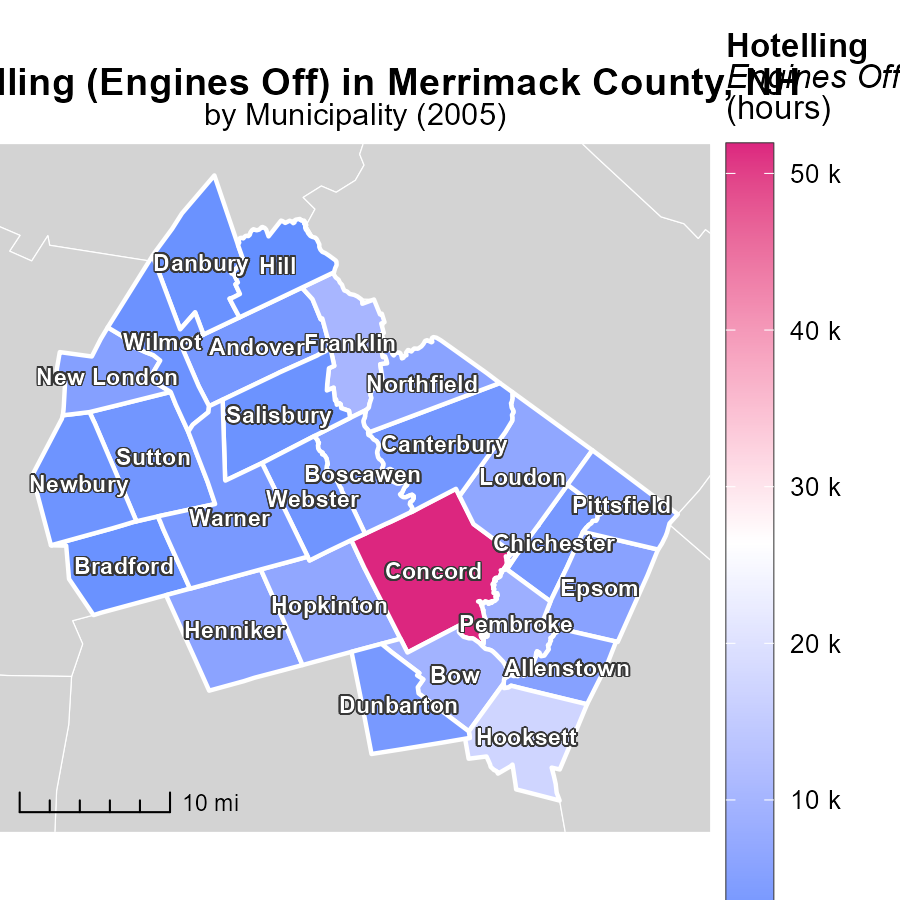 lling (Engines Off) in Merrimack County, NH
by Municipality (2005)
Hotelling
Engines Off
(hours)
50 k
40 k
30 k
20 k
10 k
Danbury
Hill
Wilmot
Andover
Franklin
New London
Northfield
Salisbury
Canterbury
Sutton
Boscawen
Loudon
Newbury
Webster
Pittsfield
Warner
Chichester
Bradford
Concord
Epsom
Hopkinton
Henniker
Pembroke
Bow
Allenstown
Dunbarton
Hooksett
10 mi